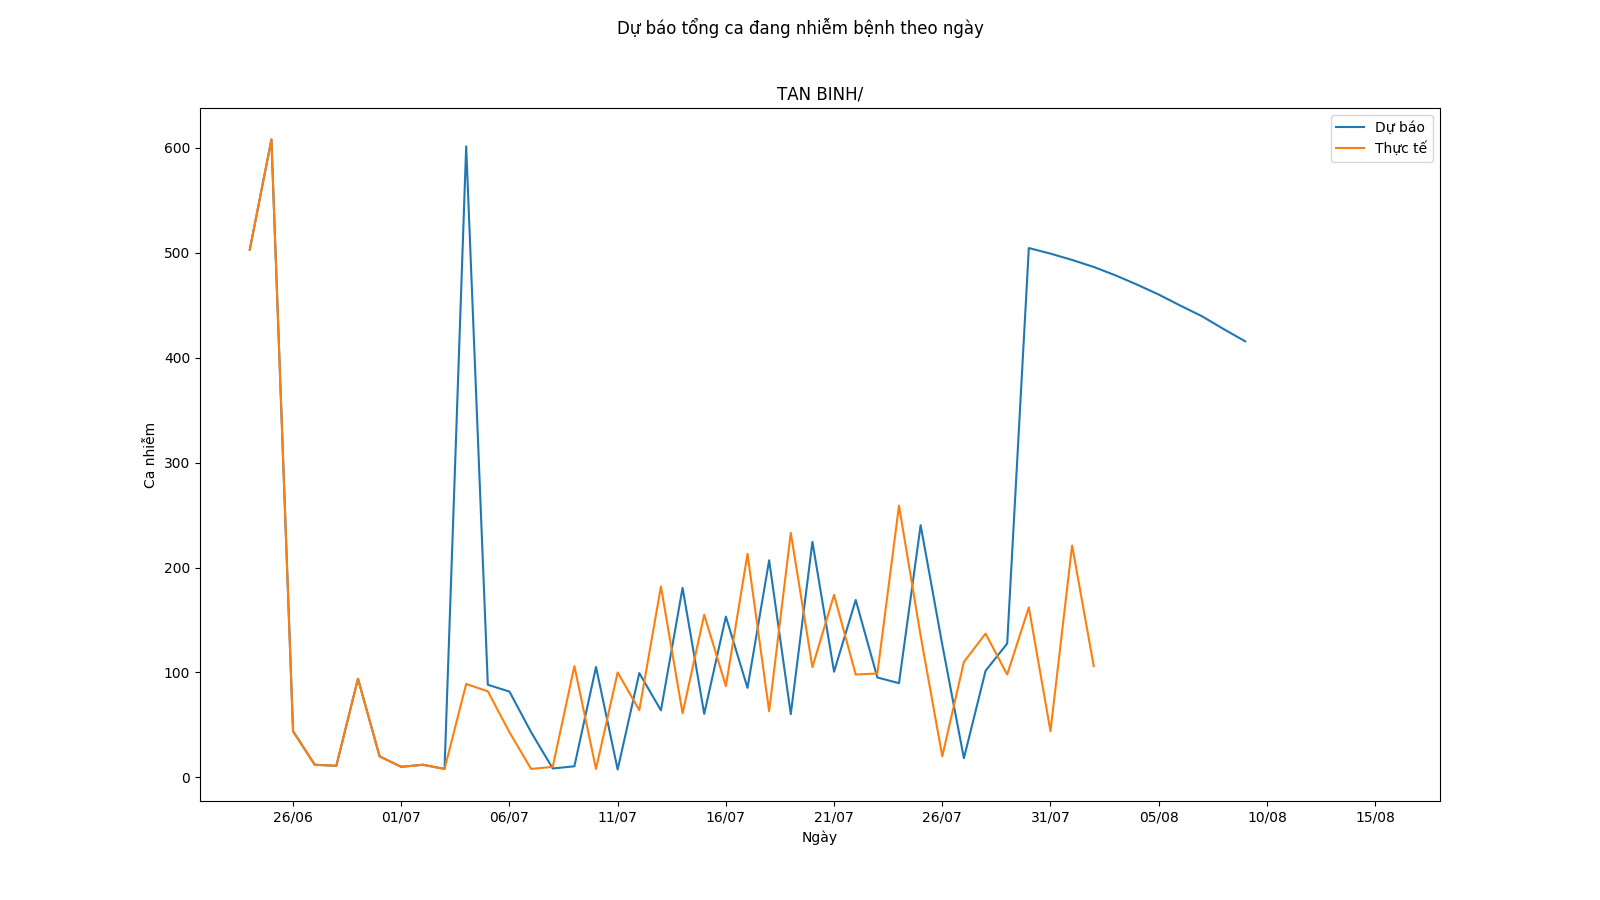 Dự báo tổng ca đang nhiễm bệnh theo ngày
TAN BINH/
Dự báo
Thực tế
600
500
400
300
200
100
0
Ca nhiễm
26/06 01/07 06/07 11/07 16/07 21/07 26/07 31/07 05/08 10/08 15/08
Ngày